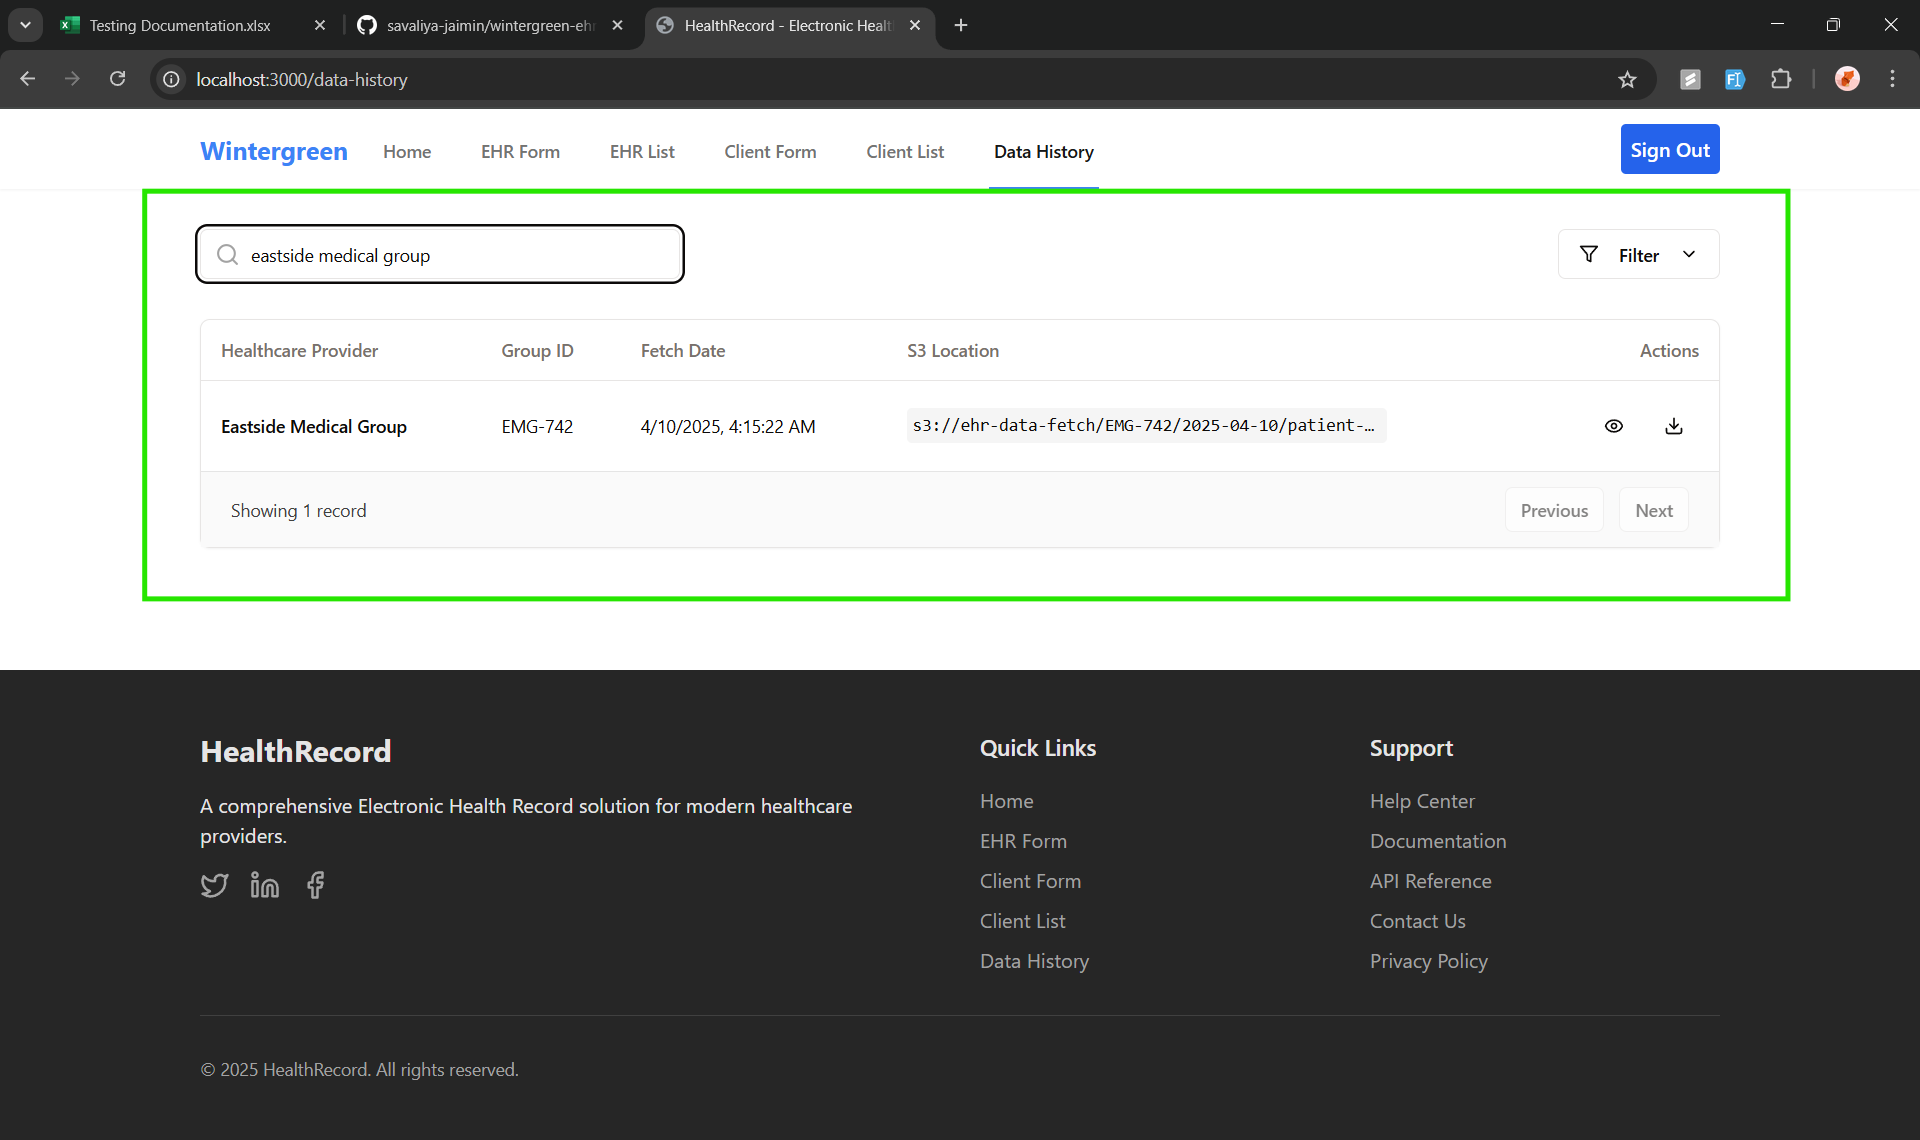 Testing Documentation.xlsx
savaliya-jaimin/wintergreen-ehr
HealthRecord - Electronic Healt
localhost:3000/data-history
Wintergreen
Home
EHR Form
EHR List
Client Form
Client List
Data History
Sign Out
eastside medical group
Filter
Healthcare Provider
Group ID
Fetch Date
S3 Location
Actions
Eastside Medical Group
EMG-742
4/10/2025, 4:15:22 AM
s3://ehr-data-fetch/EMG-742/2025-04-10/patient-…
Showing 1 record
Previous
Next
HealthRecord
A comprehensive Electronic Health Record solution for modern healthcare
providers.
Quick Links
Home
EHR Form
Client Form
Client List
Data History
Support
Help Center
Documentation
API Reference
Contact Us
Privacy Policy
© 2025 HealthRecord. All rights reserved.